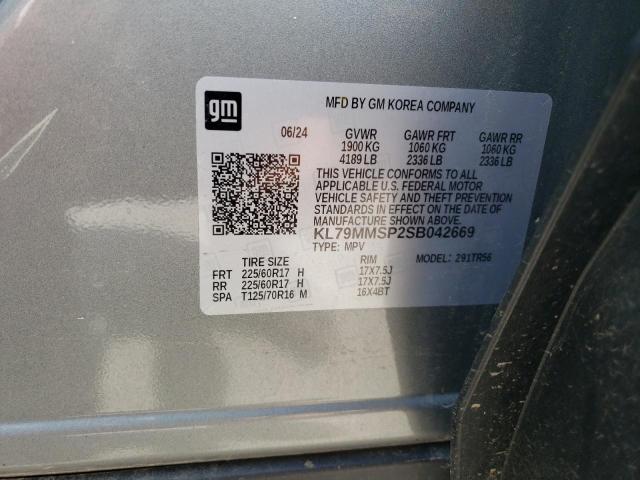 gm
MFD BY GM KOREA COMPANY
06/24 GVWR GAWR FRT GAWR RR
1900 KG 1060 KG 1060 KG
4189 LB 2336 LB 2336 LB
THIS VEHICLE CONFORMS TO ALL
APPLICABLE U.S. FEDERAL MOTOR
VEHICLE SAFETY AND THEFT PREVENTION
STANDARDS IN EFFECT ON THE DATE OF
MANUFACTURE SHOWN ABOVE.
KL79MMSP2SB042669
TYPE: MPV MODEL: 291TR56
TIRE SIZE RIM
FRT 225/60R17 H 17X7.5J
RR 225/60R17 H 17X7.5J
SPA T125/70R16 M 16X4BT